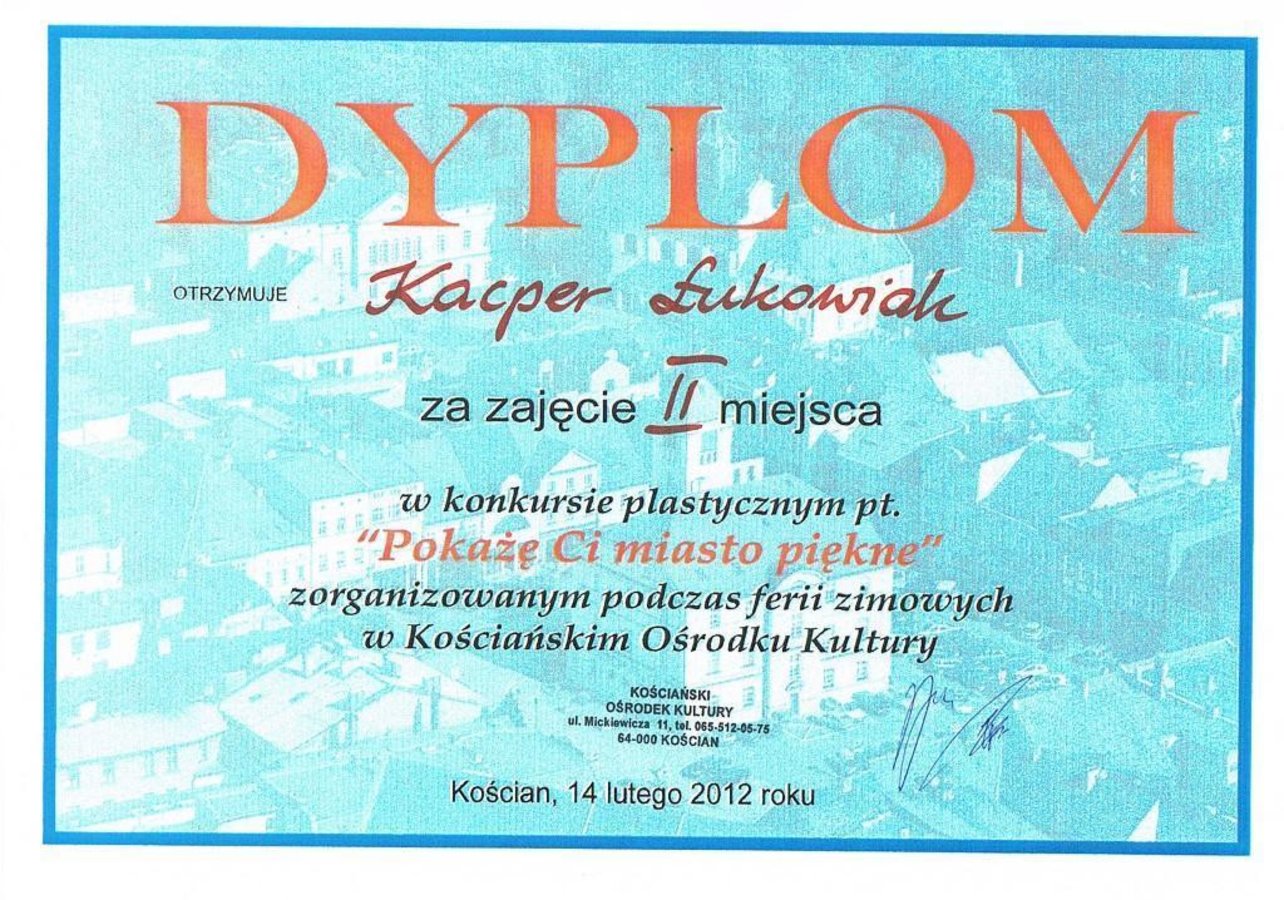 DYPLOM
OTRZYMUJE Kacper Łukowiak
za zajęcie II miejsca
w konkursie plastycznym pt.
“Pokażę Ci miasto piękne”
zorganizowanym podczas ferii zimowych
w Kościańskim Ośrodku Kultury
KOŚCIAŃSKI
OŚRODEK KULTURY
ul. Mickiewicza 11, tel. 065-512-05-75
64-000 KOŚCIAN
Kościan, 14 lutego 2012 roku